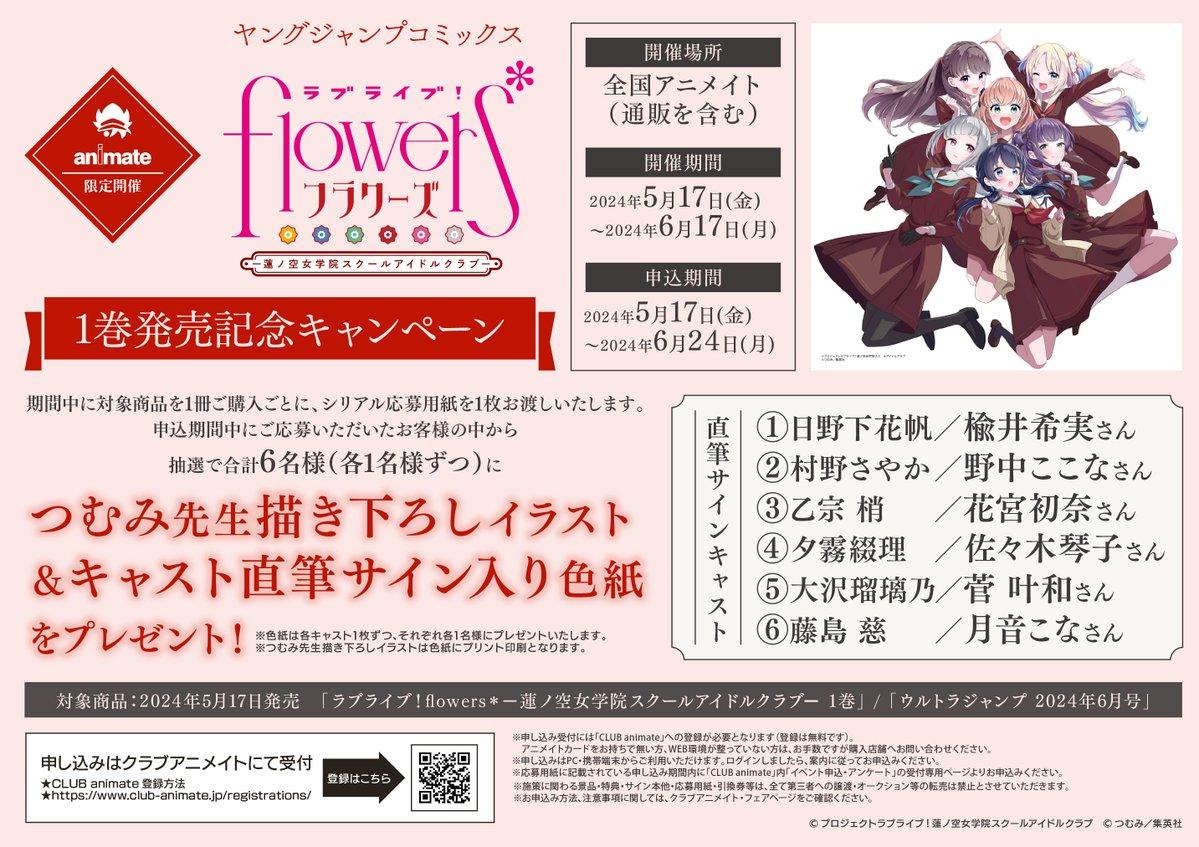 ヤングジャンプコミックス
animate
限定開催
ラブライブ!
flowers*
フラワーズ
ー蓮ノ空女学院スクールアイドルクラブー
1巻発売記念キャンペーン
開催場所
全国アニメイト
(通販を含む)
開催期間
2024年5月17日(金)
～2024年6月17日(月)
申込期間
2024年5月17日(金)
～2024年6月24日(月)
期間中に対象商品を1冊ご購入ごとに、シリアル応募用紙を1枚お渡しいたします。
申込期間中にご応募いただいたお客様の中から
抽選で合計6名様(各1名様ずつ)に
つむみ先生描き下ろしイラスト
&キャスト直筆サイン入り色紙
をプレゼント!
※色紙は各キャスト1枚ずつ、それぞれ各1名様にプレゼントいたします。
※つむみ先生描き下ろしイラストは色紙にプリント印刷となります。
直筆サインキャスト
①日野下花帆／楡井希実さん
②村野さやか／野中ここなさん
③乙宗 梢／花宮初奈さん
④夕霧綴理／佐々木琴子さん
⑤大沢瑠璃乃／菅 叶和さん
⑥藤島 慈／月音こなさん
対象商品:2024年5月17日発売 「ラブライブ!flowers*ー蓮ノ空女学院スクールアイドルクラブー 1巻」/「ウルトラジャンプ 2024年6月号」
申し込みはクラブアニメイトにて受付
★CLUB animate 登録方法
★https://www.club-animate.jp/registrations/
登録はこちら
※申し込み受付には「CLUB animate」への登録が必要となります(登録は無料です)。
アニメイトカードをお持ちで無い方、WEB環境が整っていない方は、お手数ですが購入店舗へお問い合わせください。
※申し込みはPC・携帯端末からご利用いただけます。ログインしましたら、案内に従ってお申込みください。
※応募用紙に記載されている申し込み期間内に「CLUB animate」内「イベント申込・アンケート」の受付専用ページよりお申込みください。
※施策に関わる景品・特典・サイン本他・応募用紙・引換券等は、全て第三者への譲渡・オークション等の転売は禁止とさせていただきます。
※お申込み方法、注意事項に関しては、クラブアニメイト・フェアページをご確認ください。
© プロジェクトラブライブ!蓮ノ空女学院スクールアイドルクラブ © つむみ／集英社